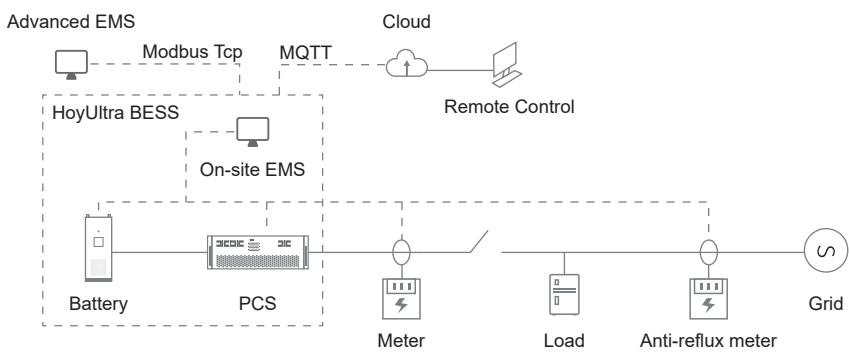 Advanced EMS
Cloud
Modbus Tcp
MQTT
HoyUltra BESS
Remote Control
On-site EMS
Battery
PCS
Grid
Meter
Load
Anti-reflux meter